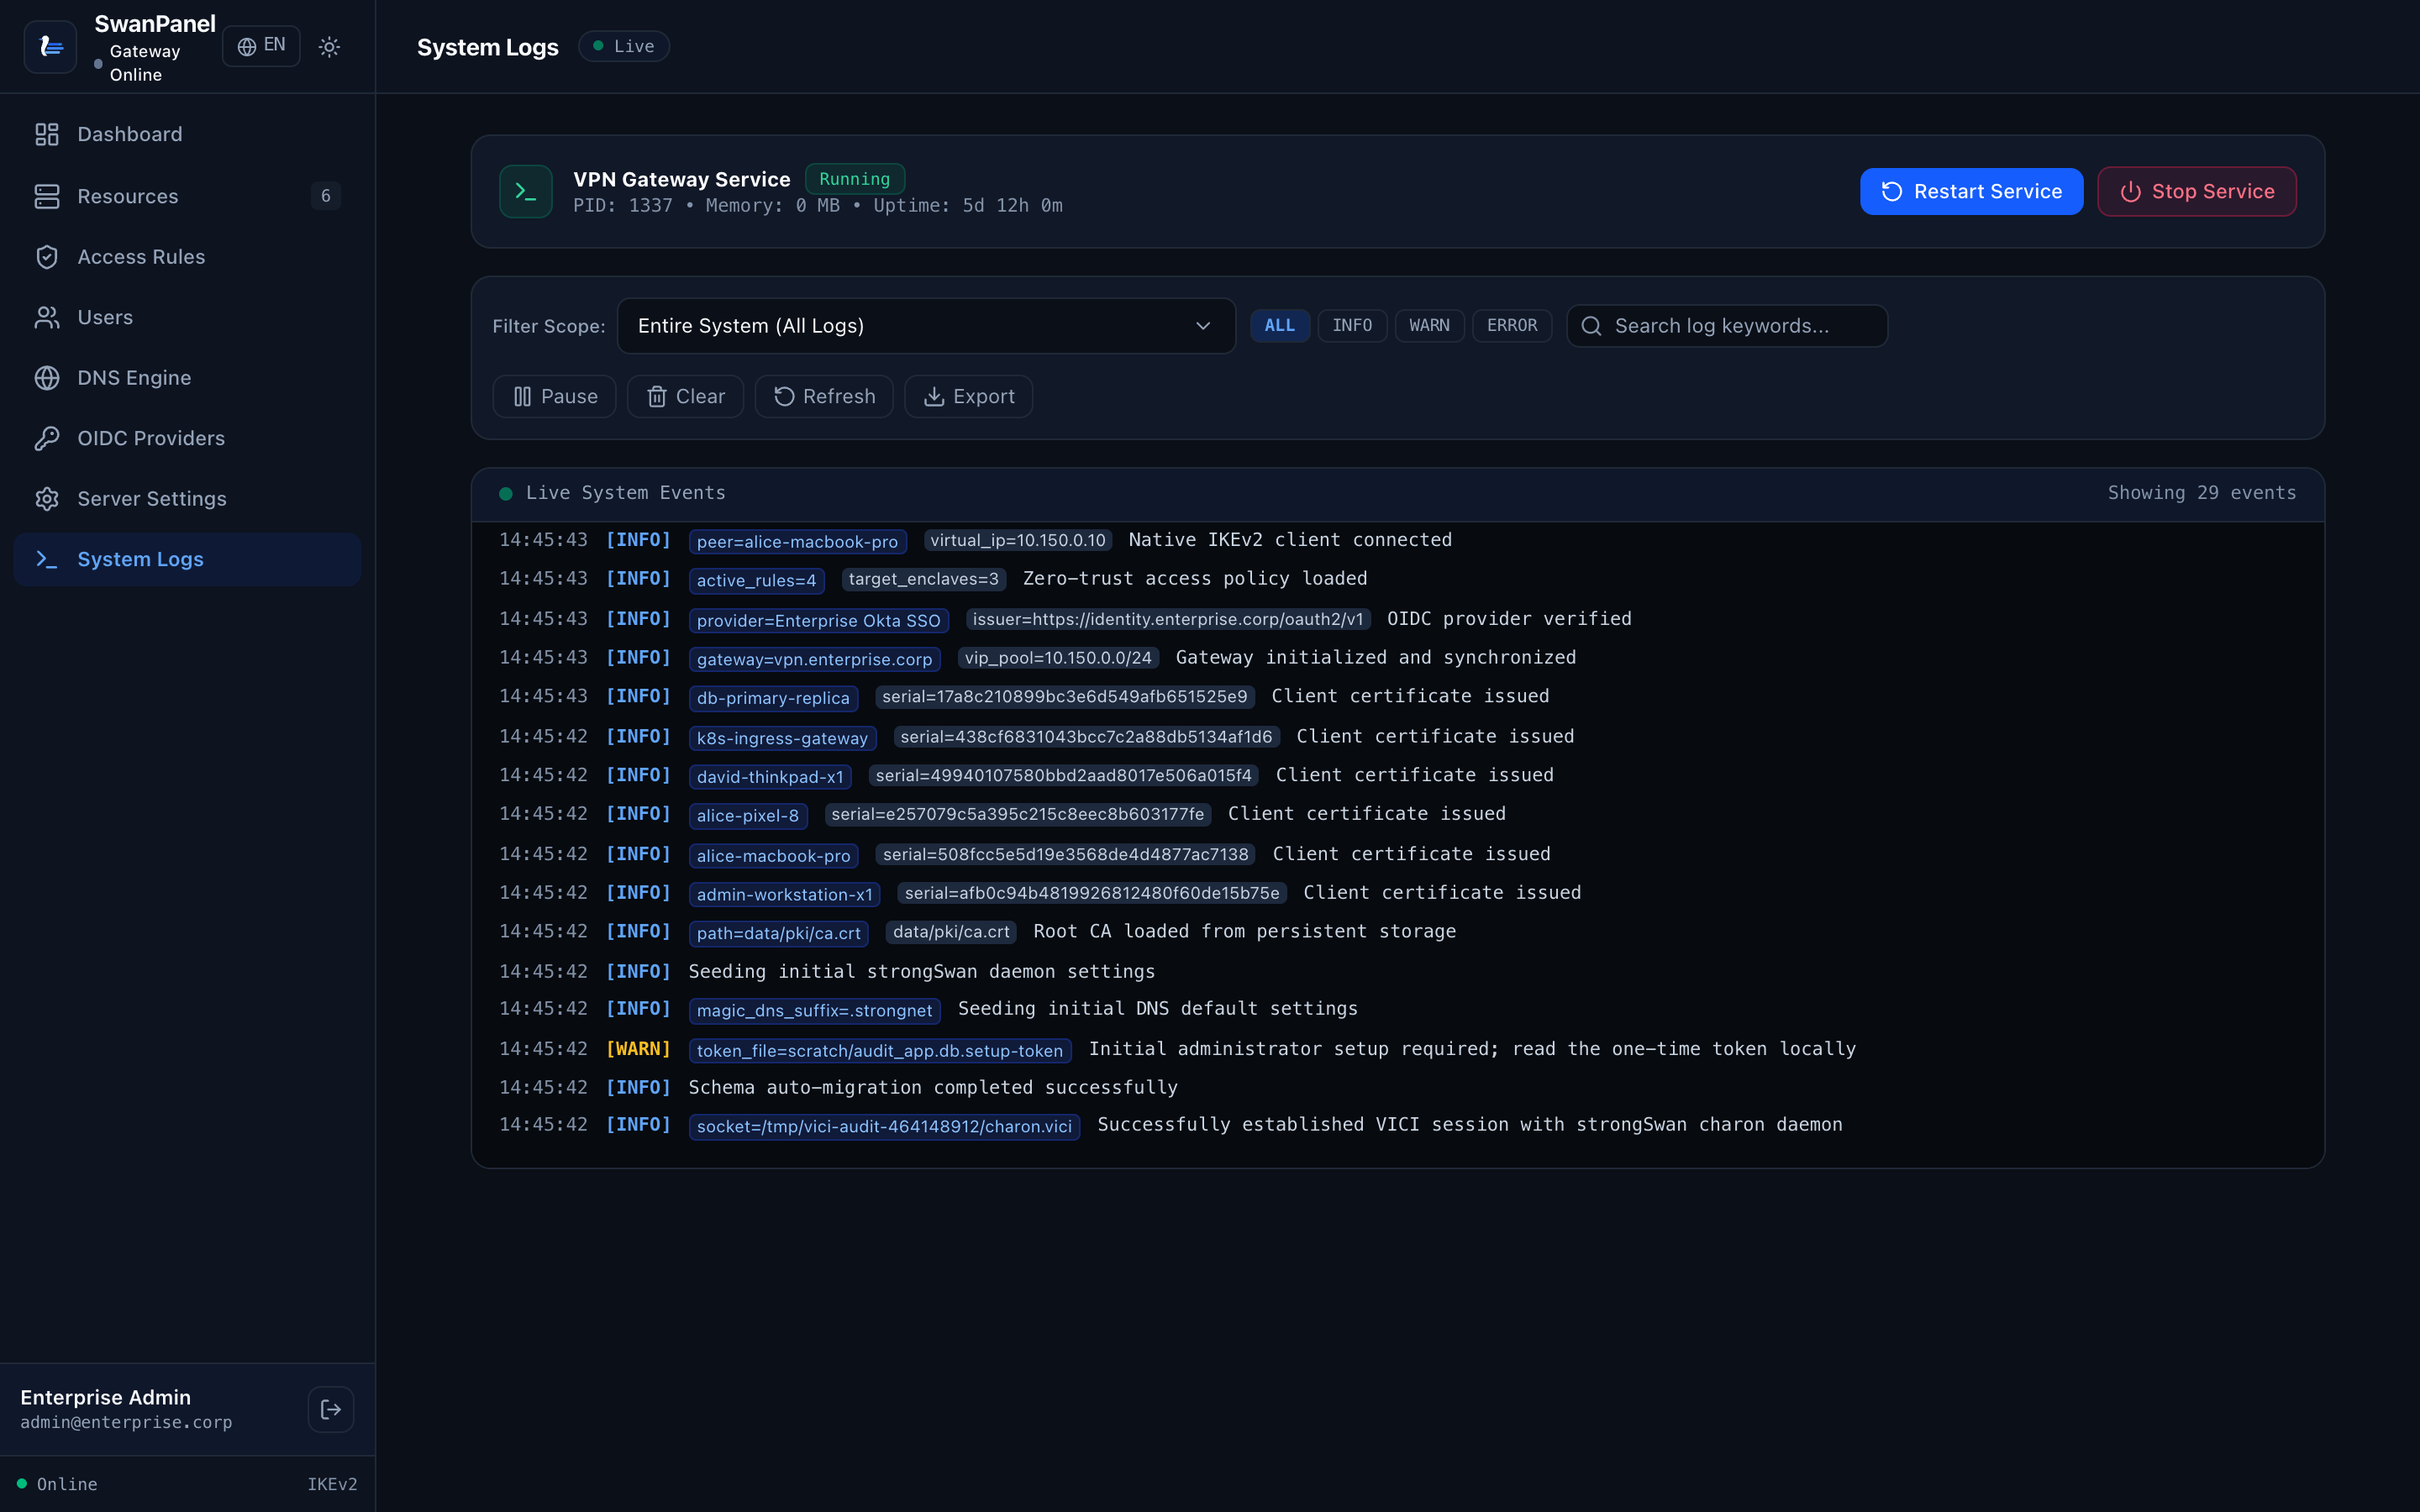 SwanPanel
Gateway
Online
EN
System Logs
Live
Dashboard
Resources
6
Access Rules
Users
DNS Engine
OIDC Providers
Server Settings
System Logs
VPN Gateway Service Running
PID: 1337 • Memory: 0 MB • Uptime: 5d 12h 0m
Restart Service
Stop Service
Filter Scope: Entire System (All Logs) ALL INFO WARN ERROR Search log keywords...
Pause Clear Refresh Export
Live System Events Showing 29 events
14:45:43 [INFO] peer=alice-macbook-pro virtual_ip=10.150.0.10 Native IKEv2 client connected
14:45:43 [INFO] active_rules=4 target_enclaves=3 Zero-trust access policy loaded
14:45:43 [INFO] provider=Enterprise Okta SSO issuer=https://identity.enterprise.corp/oauth2/v1 OIDC provider verified
14:45:43 [INFO] gateway=vpn.enterprise.corp vip_pool=10.150.0.0/24 Gateway initialized and synchronized
14:45:43 [INFO] db-primary-replica serial=17a8c210899bc3e6d549afb651525e9 Client certificate issued
14:45:42 [INFO] k8s-ingress-gateway serial=438cf6831043bcc7c2a88db5134af1d6 Client certificate issued
14:45:42 [INFO] david-thinkpad-x1 serial=49940107580bbd2aad8017e506a015f4 Client certificate issued
14:45:42 [INFO] alice-pixel-8 serial=e257079c5a395c215c8eec8b603177fe Client certificate issued
14:45:42 [INFO] alice-macbook-pro serial=508fcc5e5d19e3568de4d4877ac7138 Client certificate issued
14:45:42 [INFO] admin-workstation-x1 serial=afb0c94b4819926812480f60de15b75e Client certificate issued
14:45:42 [INFO] path=data/pki/ca.crt data/pki/ca.crt Root CA loaded from persistent storage
14:45:42 [INFO] Seeding initial strongSwan daemon settings
14:45:42 [INFO] magic_dns_suffix=.strongnet Seeding initial DNS default settings
14:45:42 [WARN] token_file=scratch/audit_app.db.setup-token Initial administrator setup required; read the one-time token locally
14:45:42 [INFO] Schema auto-migration completed successfully
14:45:42 [INFO] socket=/tmp/vici-audit-464148912/charon.vici Successfully established VICI session with strongSwan charon daemon
Enterprise Admin
admin@enterprise.corp
Online IKEv2